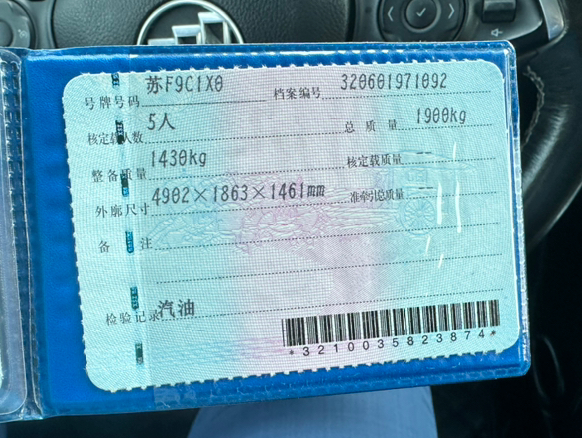 号牌号码 苏F9C1X0 档案编号 320601971092
核定载人数 5人 总质量 1900kg
整备质量 1430kg 核定载质量
外廓尺寸 4902×1863×1461mm 准牵引总质量
备注
检验记录 汽油
*3210035823874*